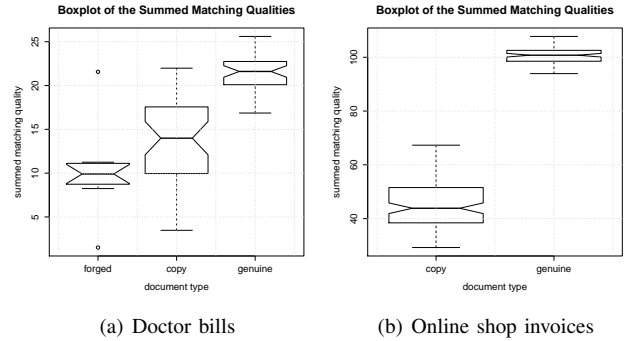 Boxplot of the Summed Matching Qualities
summed matching quality
25
20
15
10
5
forged copy genuine
document type
(a) Doctor bills
Boxplot of the Summed Matching Qualities
summed matching quality
100
80
60
40
copy genuine
document type
(b) Online shop invoices